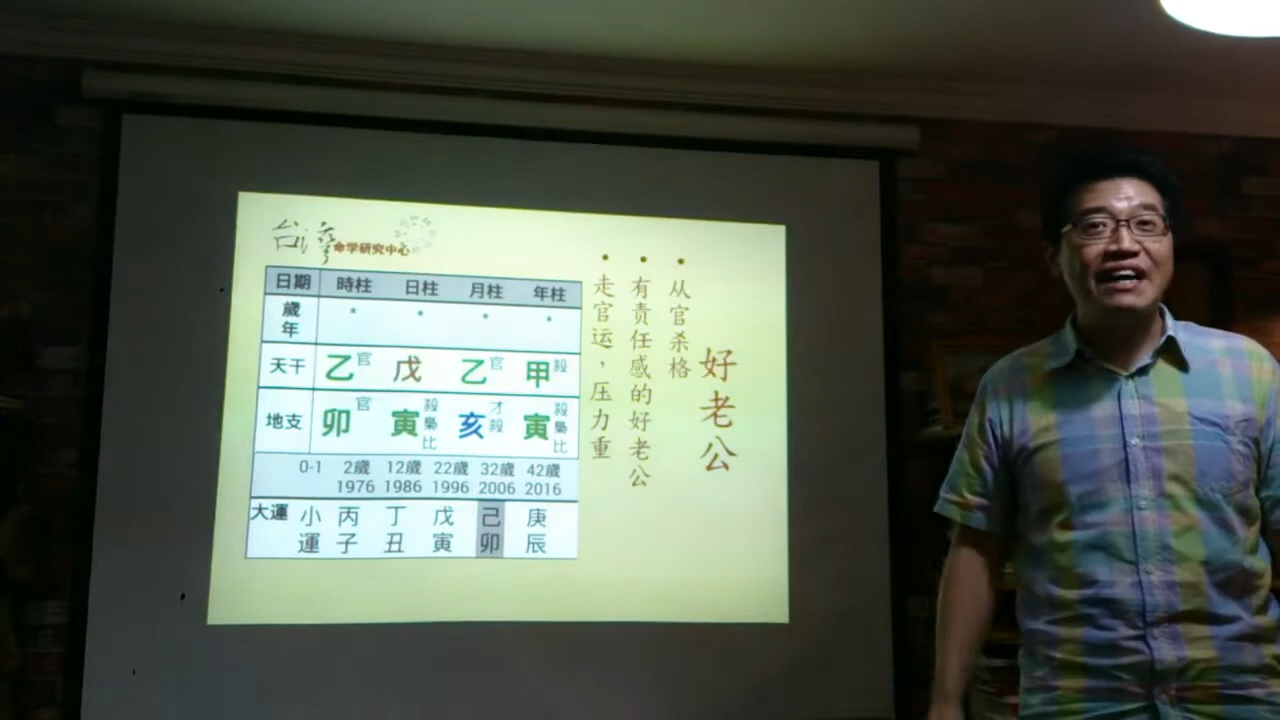 台湾命学研究中心
日期 時柱 日柱 月柱 年柱
歲年 * * * *
天干 乙官 戊 乙官 甲殺
地支 卯官 寅殺梟比 亥才殺 寅殺梟比
0-1 2歲 12歲 22歲 32歲 42歲
1976 1986 1996 2006 2016
大運 小運 丙子 丁丑 戊寅 己卯 庚辰
好老公
• 从官杀格
• 有责任感的好老公
• 走官运，压力重